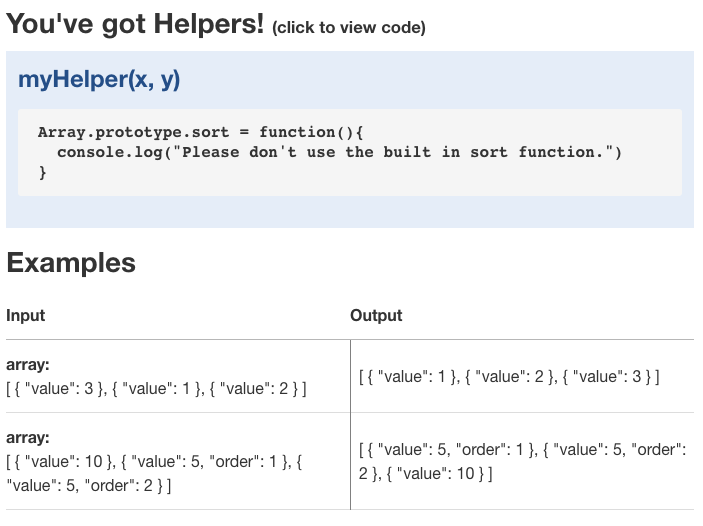 You've got Helpers! (click to view code)
myHelper(x, y)
Array.prototype.sort = function(){
  console.log("Please don't use the built in sort function.")
}
Examples
Input Output
array:
[ { "value": 3 }, { "value": 1 }, { "value": 2 } ]
[ { "value": 1 }, { "value": 2 }, { "value": 3 } ]
array:
[ { "value": 10 }, { "value": 5, "order": 1 }, {
"value": 5, "order": 2 } ]
[ { "value": 5, "order": 1 }, { "value": 5, "order":
2 }, { "value": 10 } ]